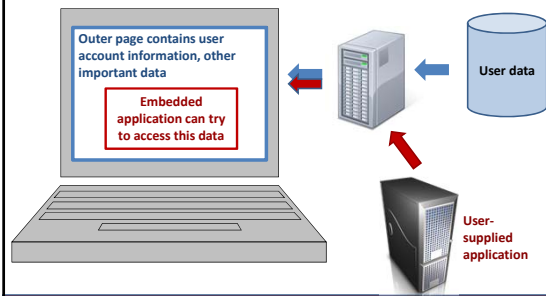 Outer page contains user
account information, other
important data
Embedded
application can try
to access this data
User data
User-
supplied
application